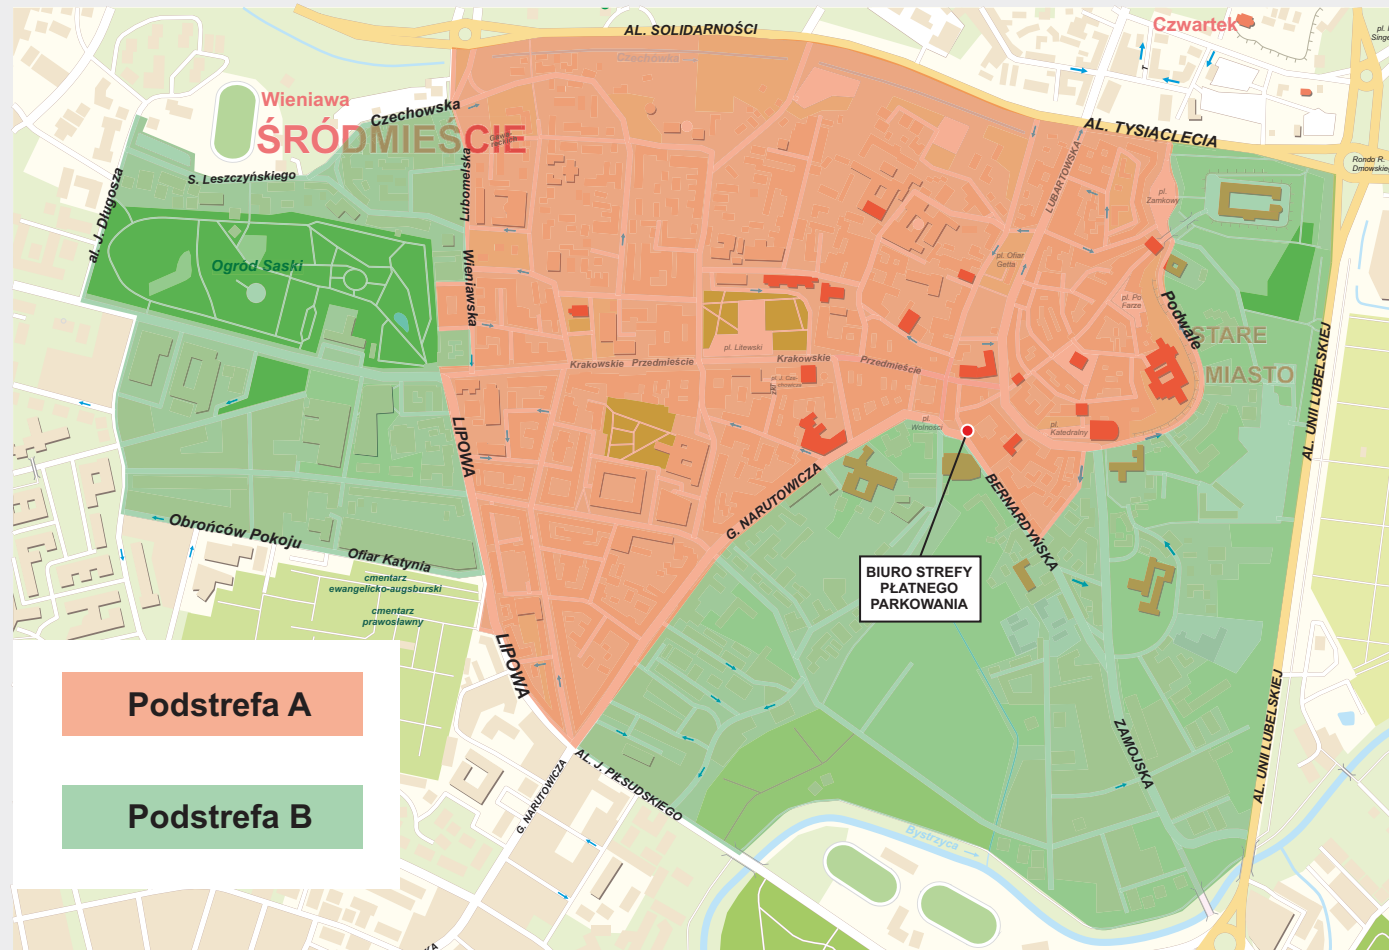 AL. SOLIDARNOŚCI
Czechówka
Czwartek
Wieniawa
ŚRÓDMIEŚCIE
Czechowska
AL. TYSIĄCLECIA
Rondo R.
Dmowskiego
S. Leszczyńskiego
al. J. Długosza
Lubomelska
LUBARTOWSKA
pl.
Zamkowy
Ogród Saski
Wieniawska
pl. Ofiar
Getta
pl. Po
Farze
Podwale
STARE
MIASTO
pl. Litewski
Krakowskie Przedmieście
Krakowskie
Przedmieście
AL. UNII LUBELSKIEJ
LIPOWA
pl.
Wolności
pl.
Katedralny
G. NARUTOWICZA
BERNARDYŃSKA
Obrońców Pokoju
Ofiar Katynia
cmentarz
ewangelicko-augsburski
cmentarz
prawosławny
BIURO STREFY
PŁATNEGO
PARKOWANIA
LIPOWA
Podstrefa A
Podstrefa B
ZAMOJSKA
AL. UNII LUBELSKIEJ
AL. J. PIŁSUDSKIEGO
G. NARUTOWICZA
Bystrzyca